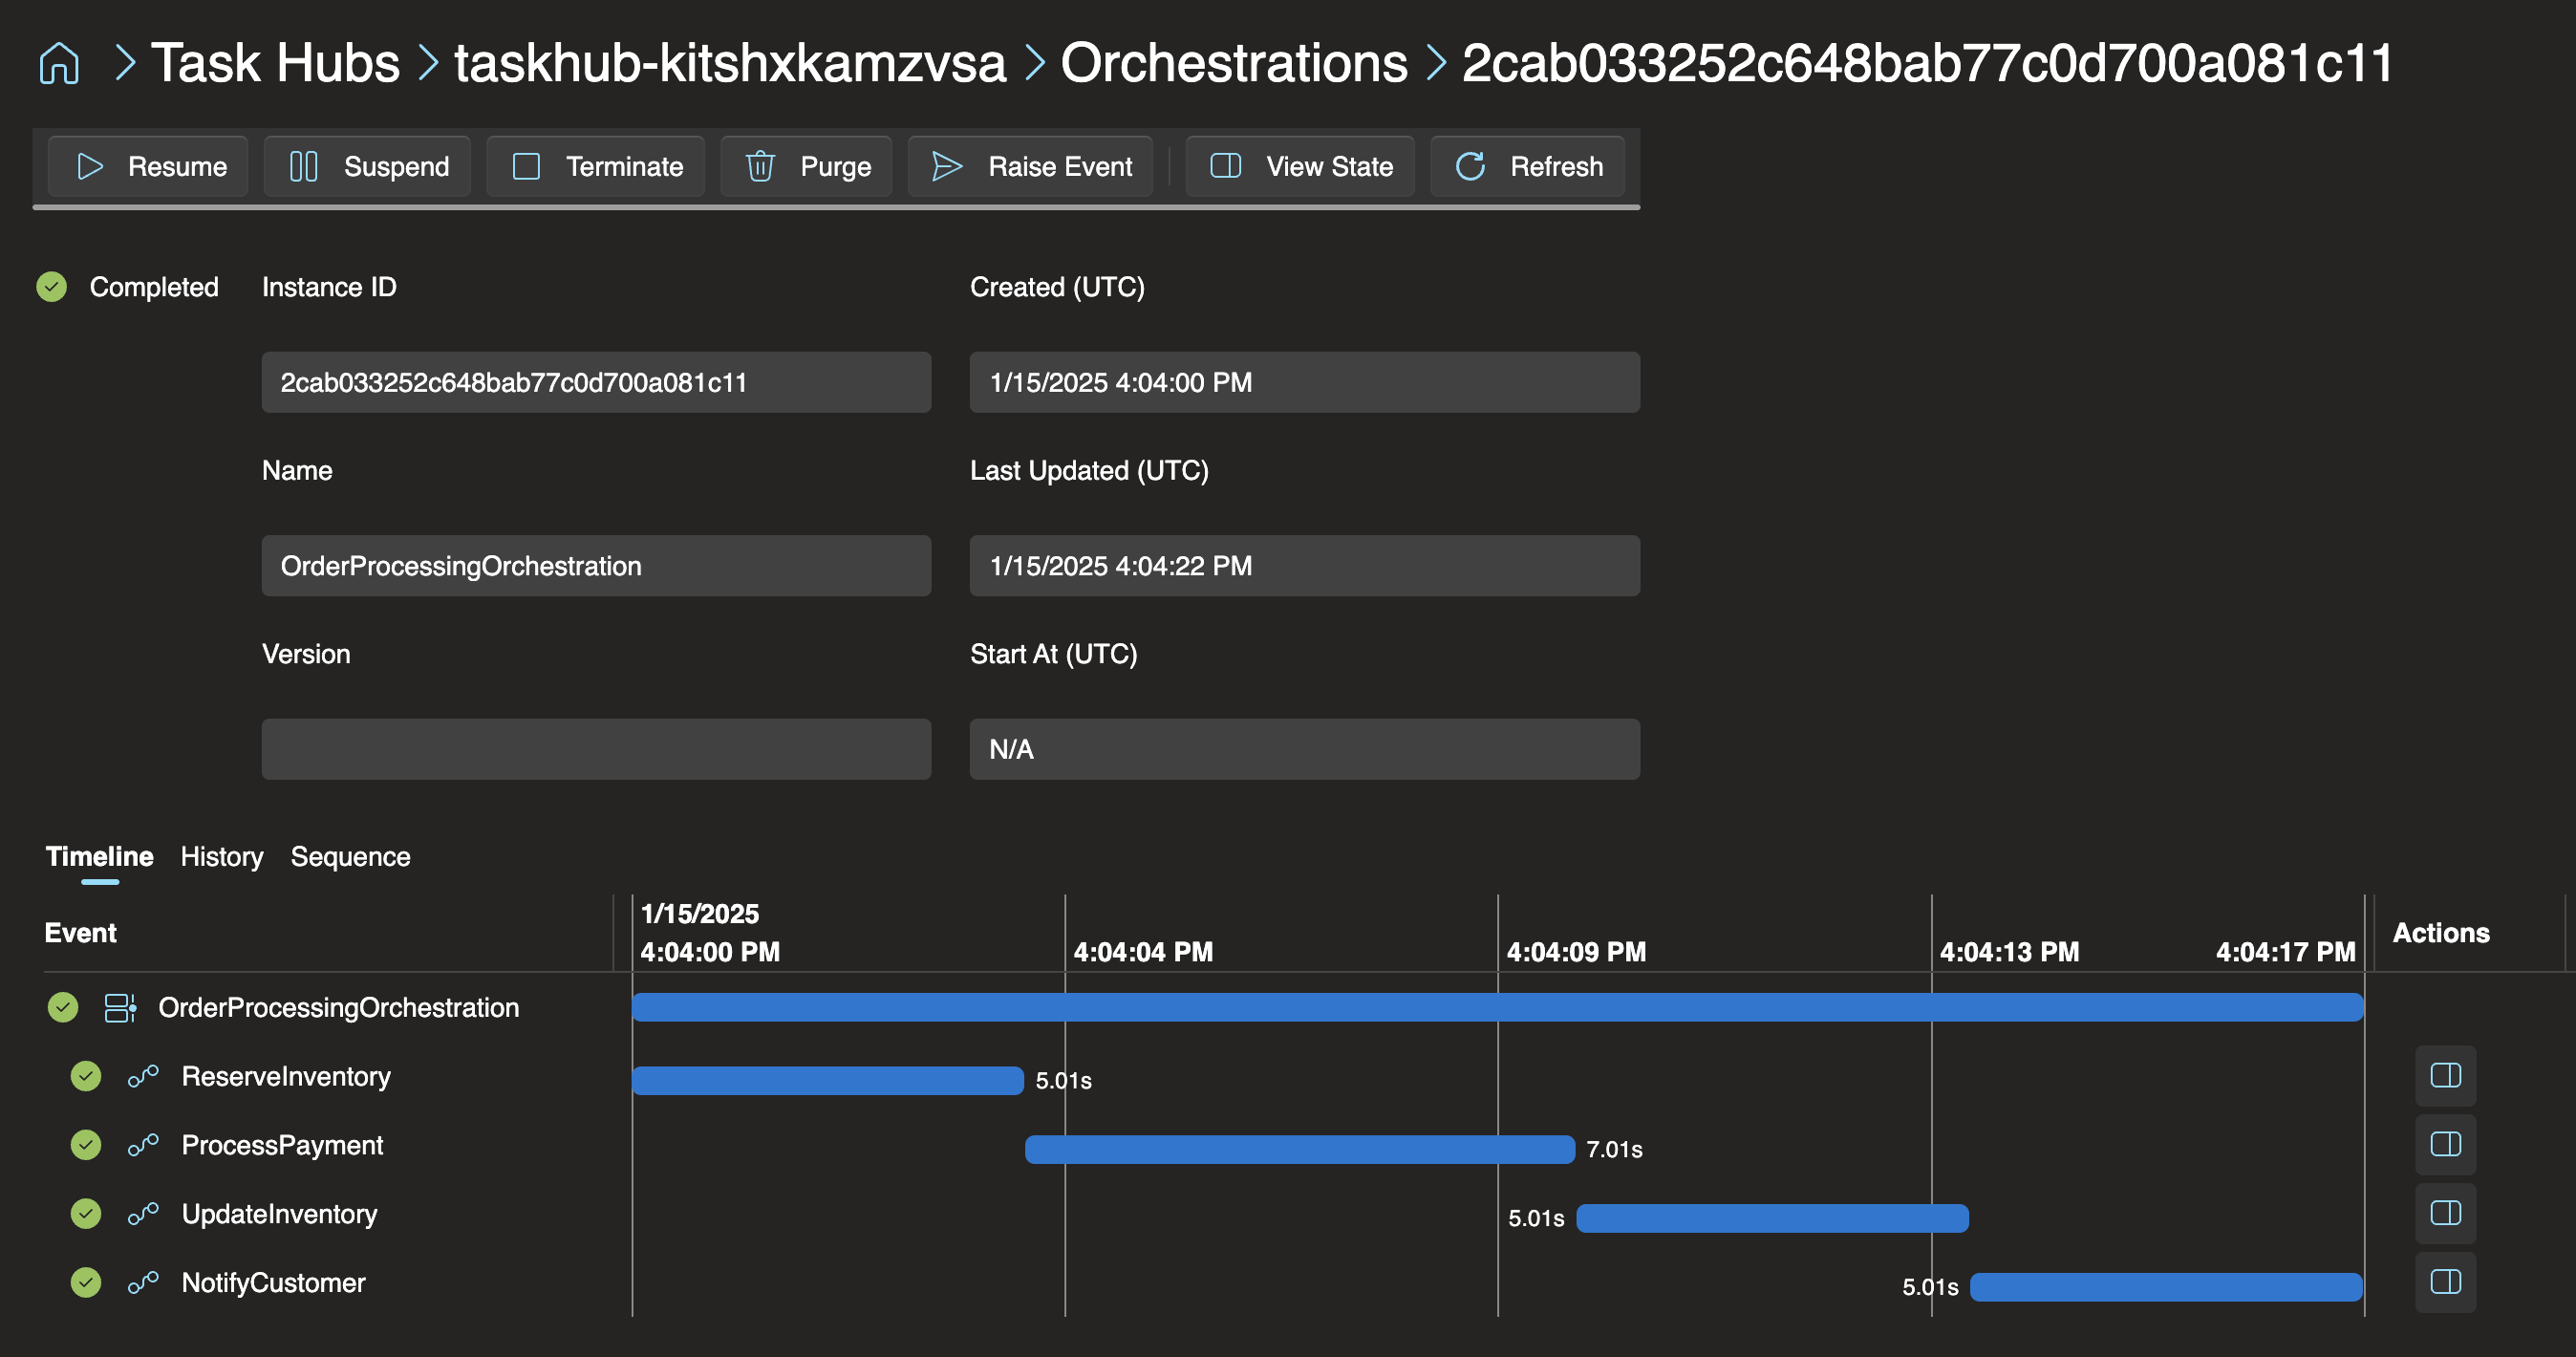 Task Hubs > taskhub-kitshxkamzvsa > Orchestrations > 2cab033252c648bab77c0d700a081c11
Resume Suspend Terminate Purge Raise Event View State Refresh
Completed Instance ID Created (UTC)
2cab033252c648bab77c0d700a081c11 1/15/2025 4:04:00 PM
Name Last Updated (UTC)
OrderProcessingOrchestration 1/15/2025 4:04:22 PM
Version Start At (UTC)
N/A
Timeline History Sequence
1/15/2025
Event Actions
4:04:00 PM 4:04:04 PM 4:04:09 PM 4:04:13 PM 4:04:17 PM
OrderProcessingOrchestration
ReserveInventory 5.01s
ProcessPayment 7.01s
UpdateInventory 5.01s
NotifyCustomer 5.01s